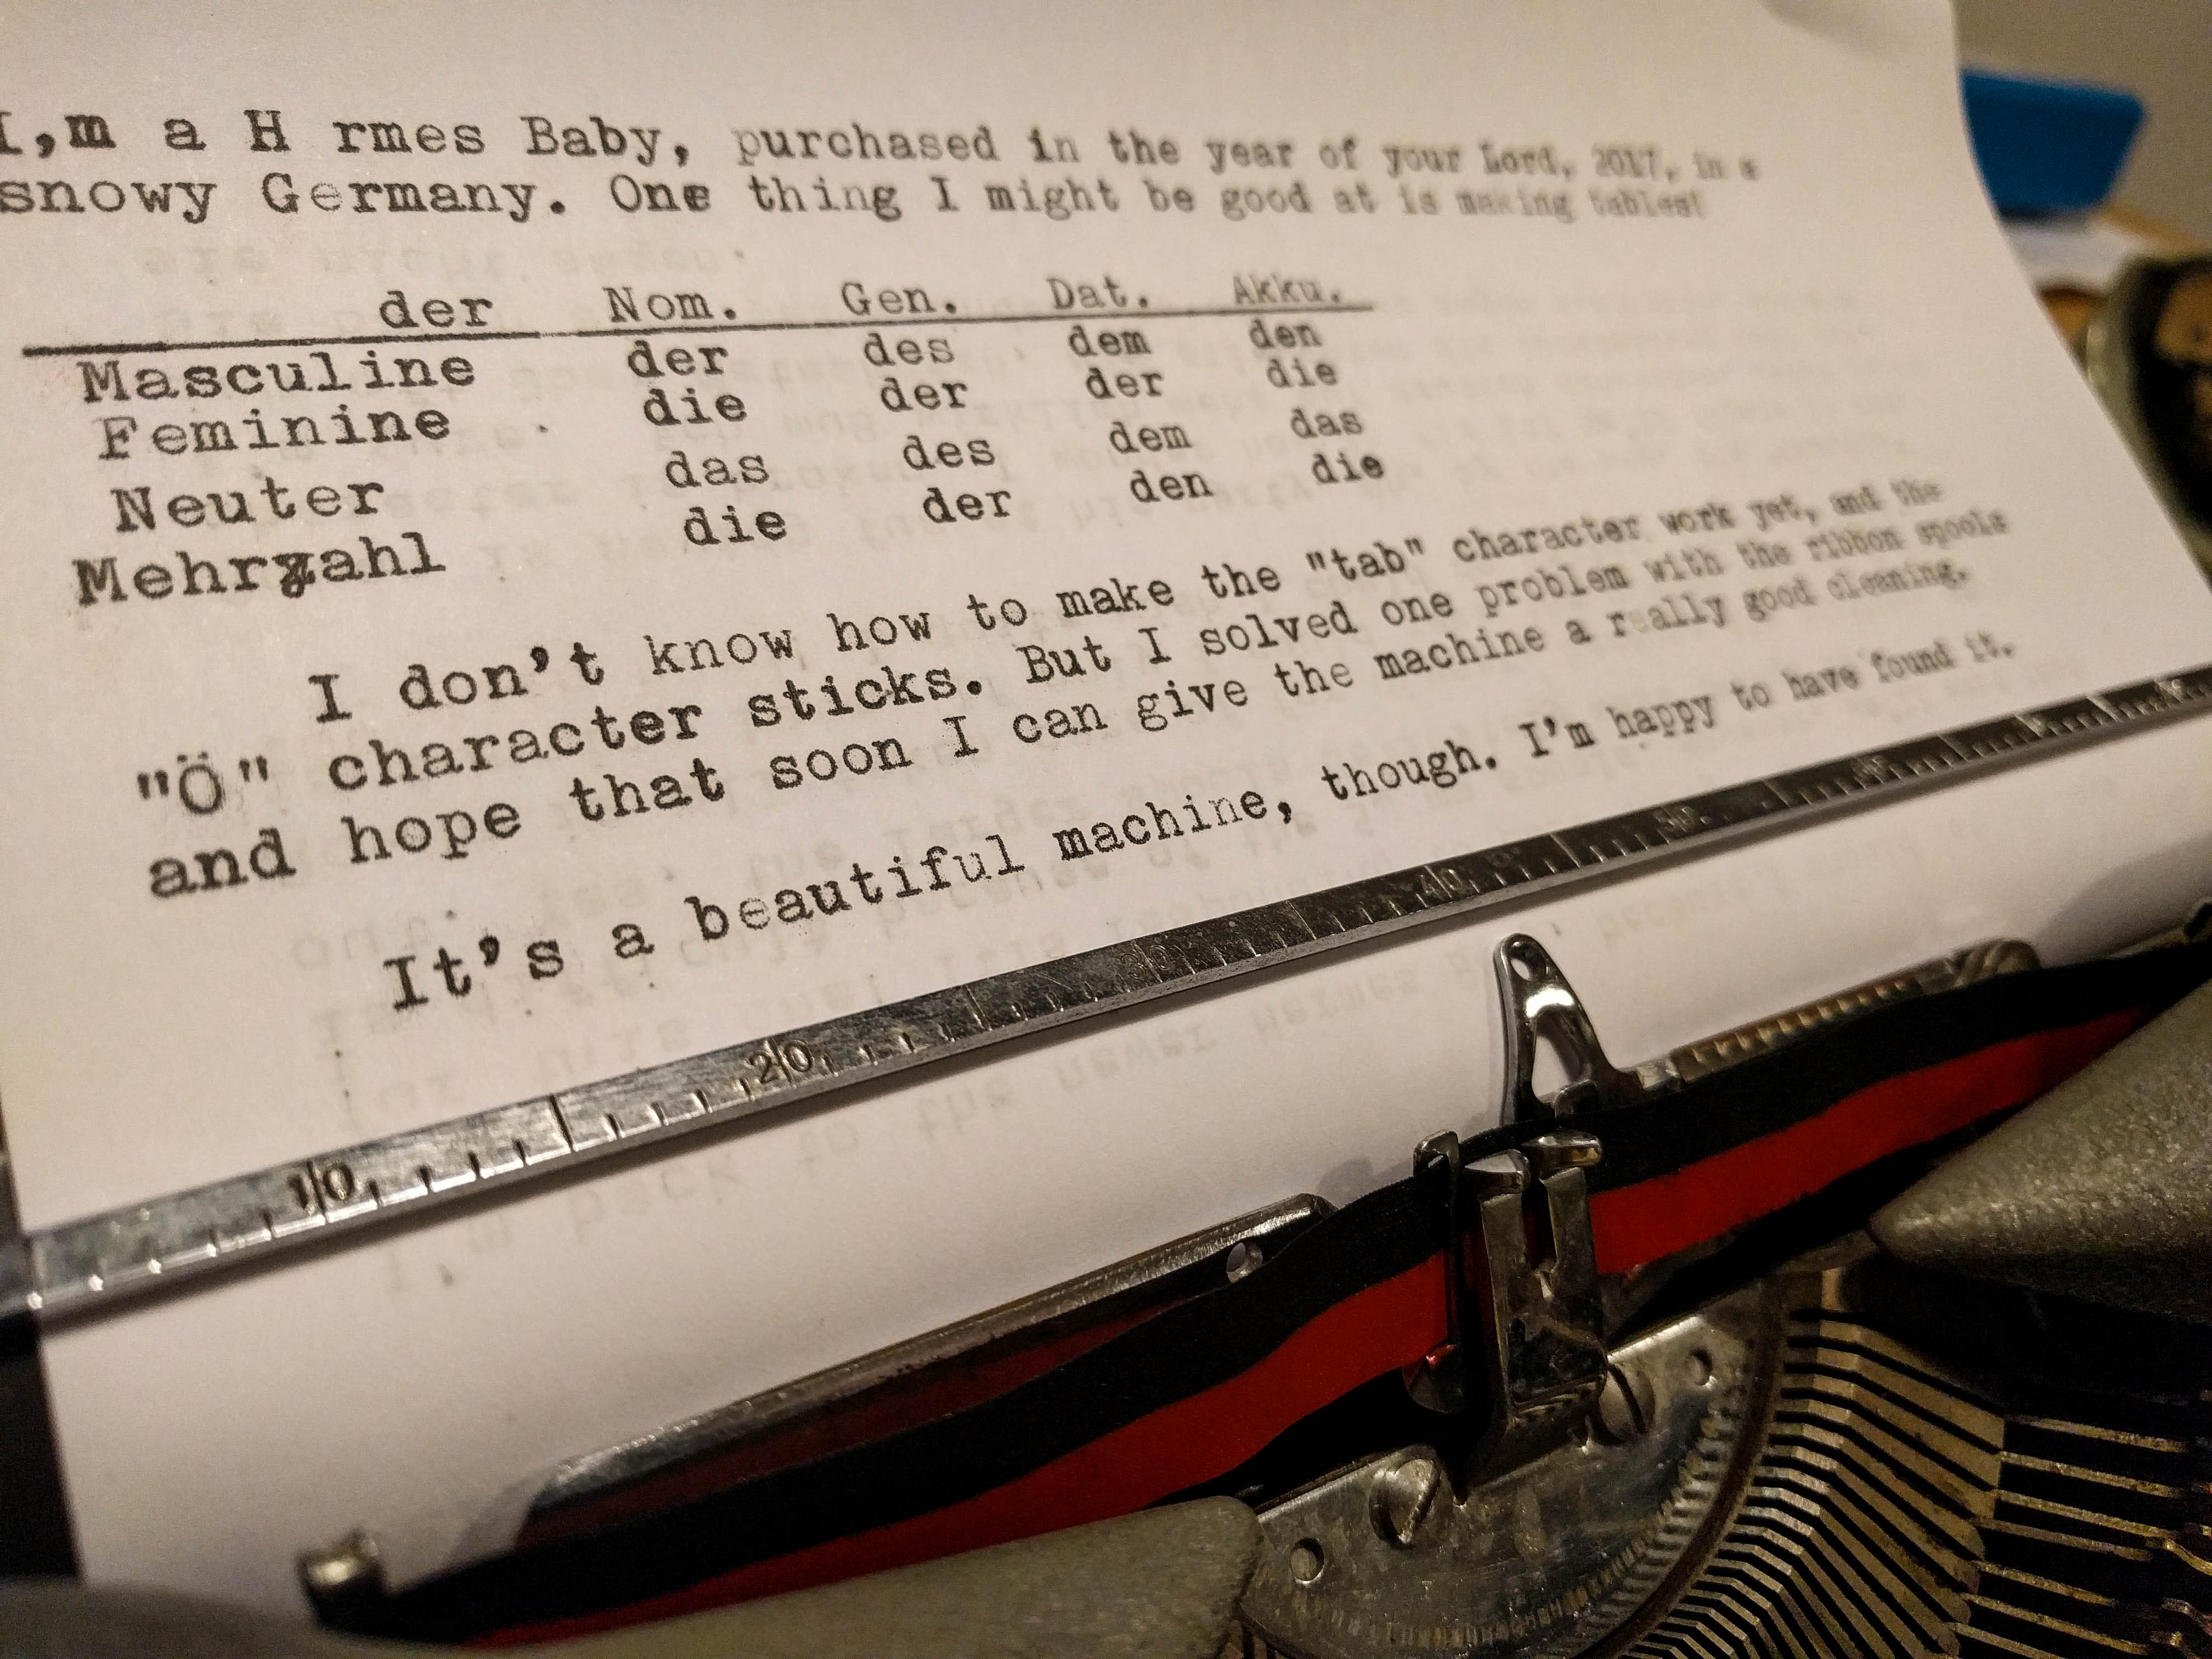 I,m a H rmes Baby, purchased in the year of your Lord, 2017, in a
snowy Germany. One thing I might be good at is making tables!
der Nom. Gen. Dat. Akku.
Masculine der des dem den
Feminine die der der die
Neuter das des dem das
Mehrzahl die der den die
I don't know how to make the "tab" character work yet, and the
"Ö" character sticks. But I solved one problem with the ribbon spools
and hope that soon I can give the machine a really good cleaning.
It's a beautiful machine, though. I'm happy to have found it.
10 20 30 40 50